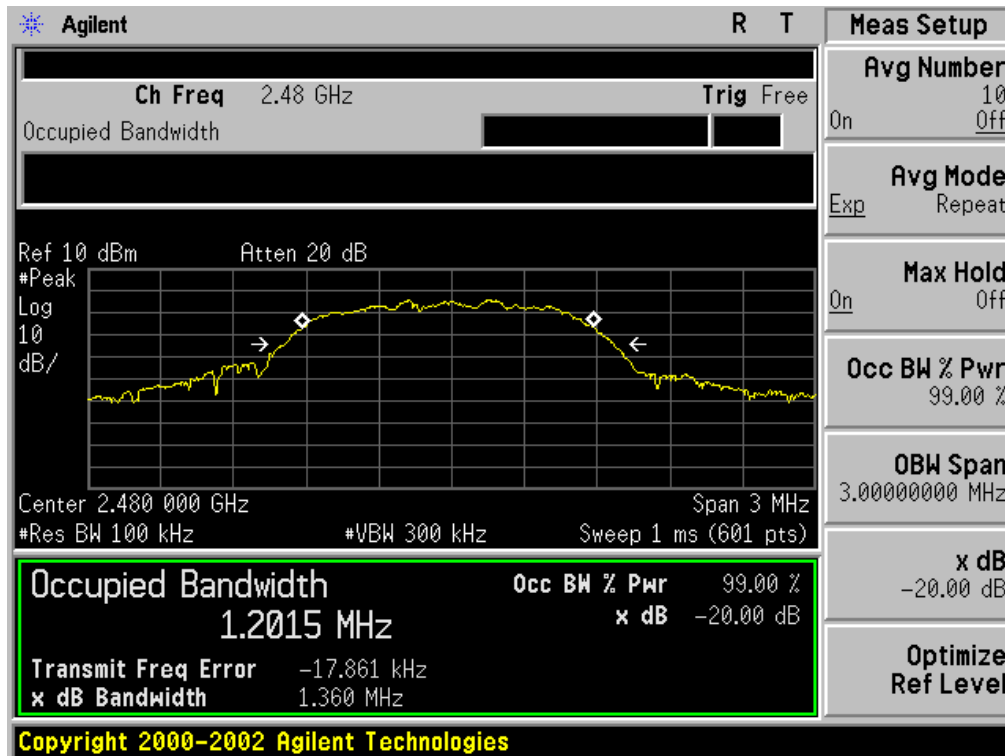 Agilent R T
Ch Freq 2.48 GHz Trig Free
Occupied Bandwidth
Ref 10 dBm Atten 20 dB
#Peak
Log
10
dB/
Center 2.480 000 GHz Span 3 MHz
#Res BW 100 kHz #VBW 300 kHz Sweep 1 ms (601 pts)
Occupied Bandwidth
1.2015 MHz
Occ BW % Pwr 99.00 %
x dB -20.00 dB
Transmit Freq Error -17.861 kHz
x dB Bandwidth 1.360 MHz
Copyright 2000-2002 Agilent Technologies
Meas Setup
Avg Number
10
On Off
Avg Mode
Exp Repeat
Max Hold
On Off
Occ BW % Pwr
99.00 %
OBW Span
3.00000000 MHz
x dB
-20.00 dB
Optimize
Ref Level